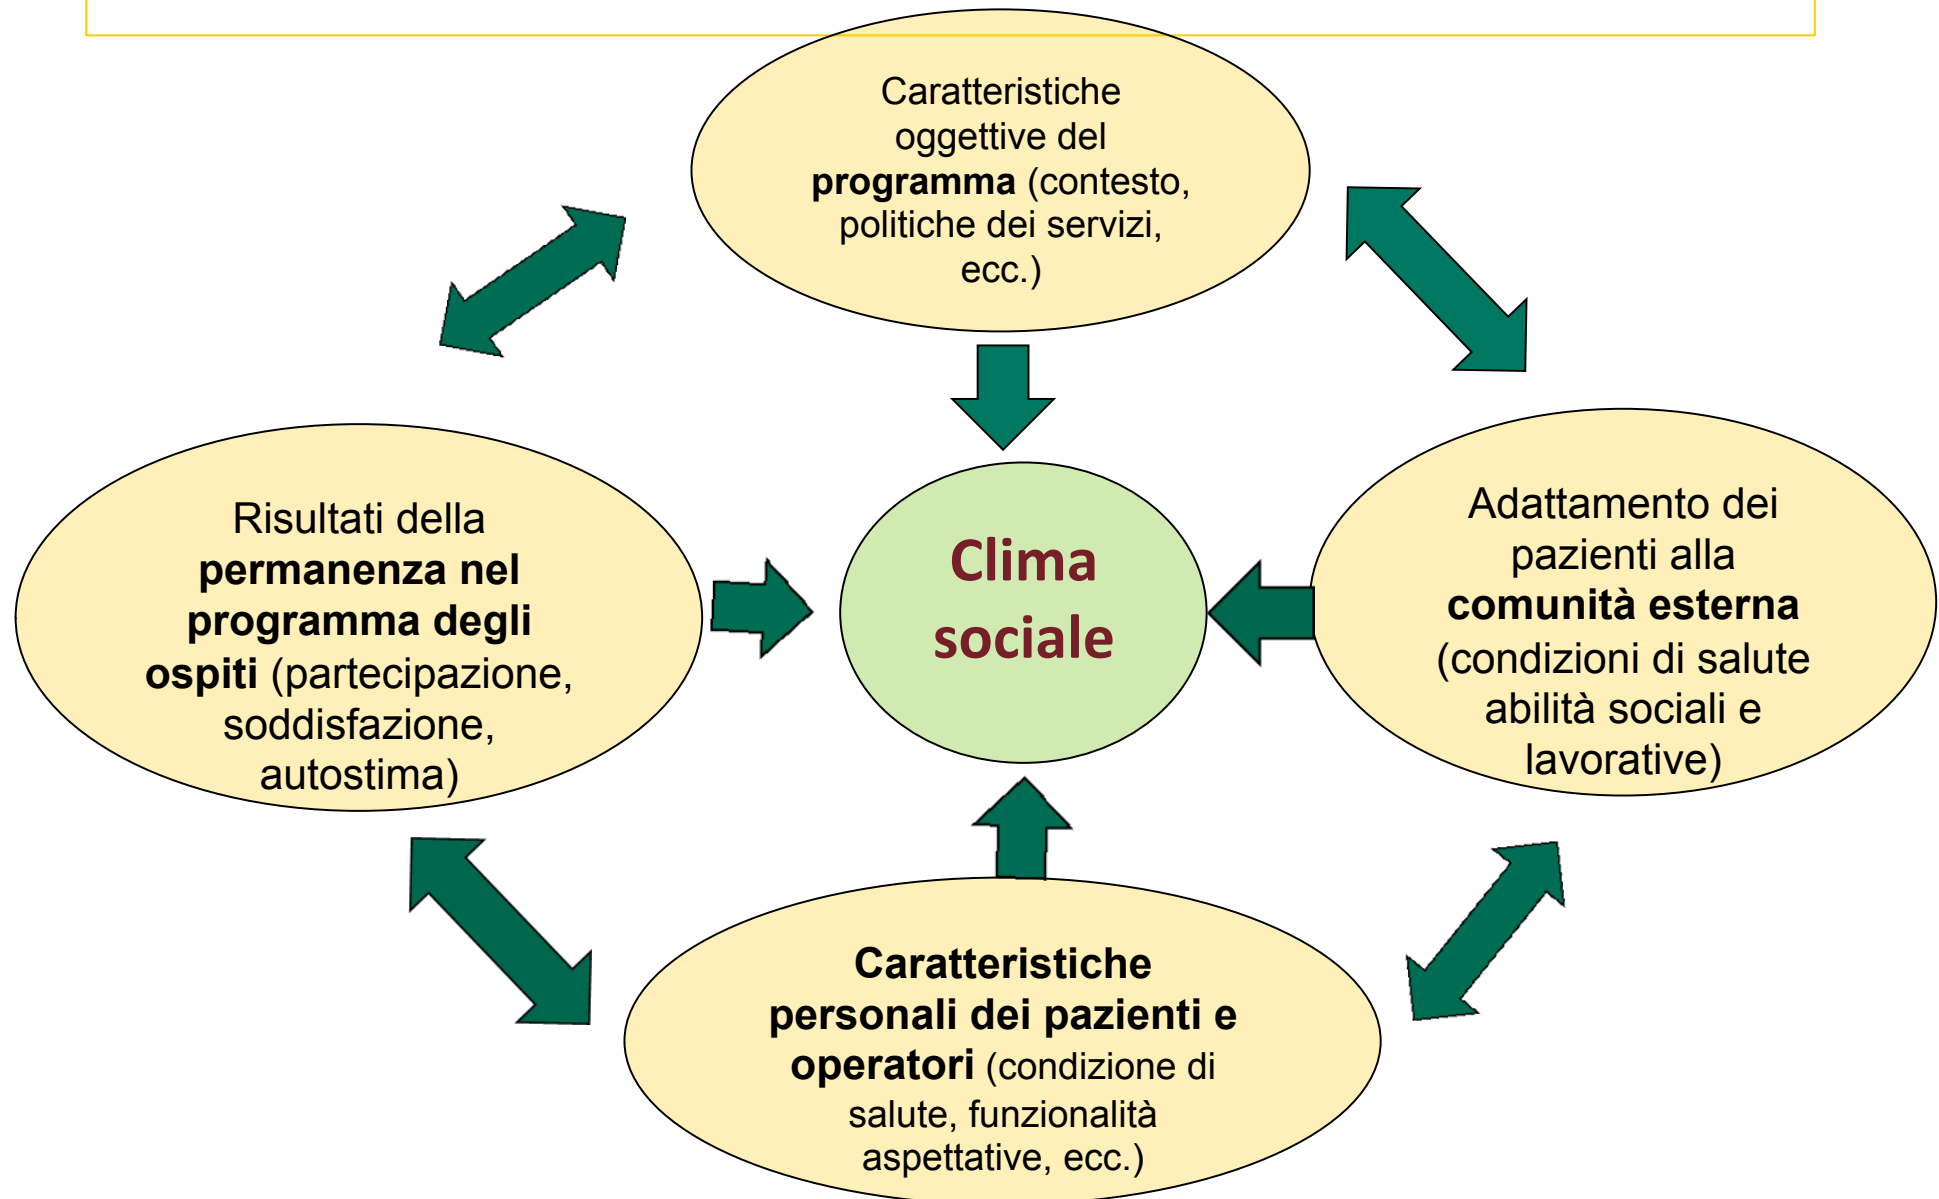 Caratteristiche
oggettive del
programma (contesto,
politiche dei servizi,
ecc.)
Risultati della
permanenza nel
programma degli
ospiti (partecipazione,
soddisfazione,
autostima)
Clima
sociale
Adattamento dei
pazienti alla
comunità esterna
(condizioni di salute
abilità sociali e
lavorative)
Caratteristiche
personali dei pazienti e
operatori (condizione di
salute, funzionalità
aspettative, ecc.)